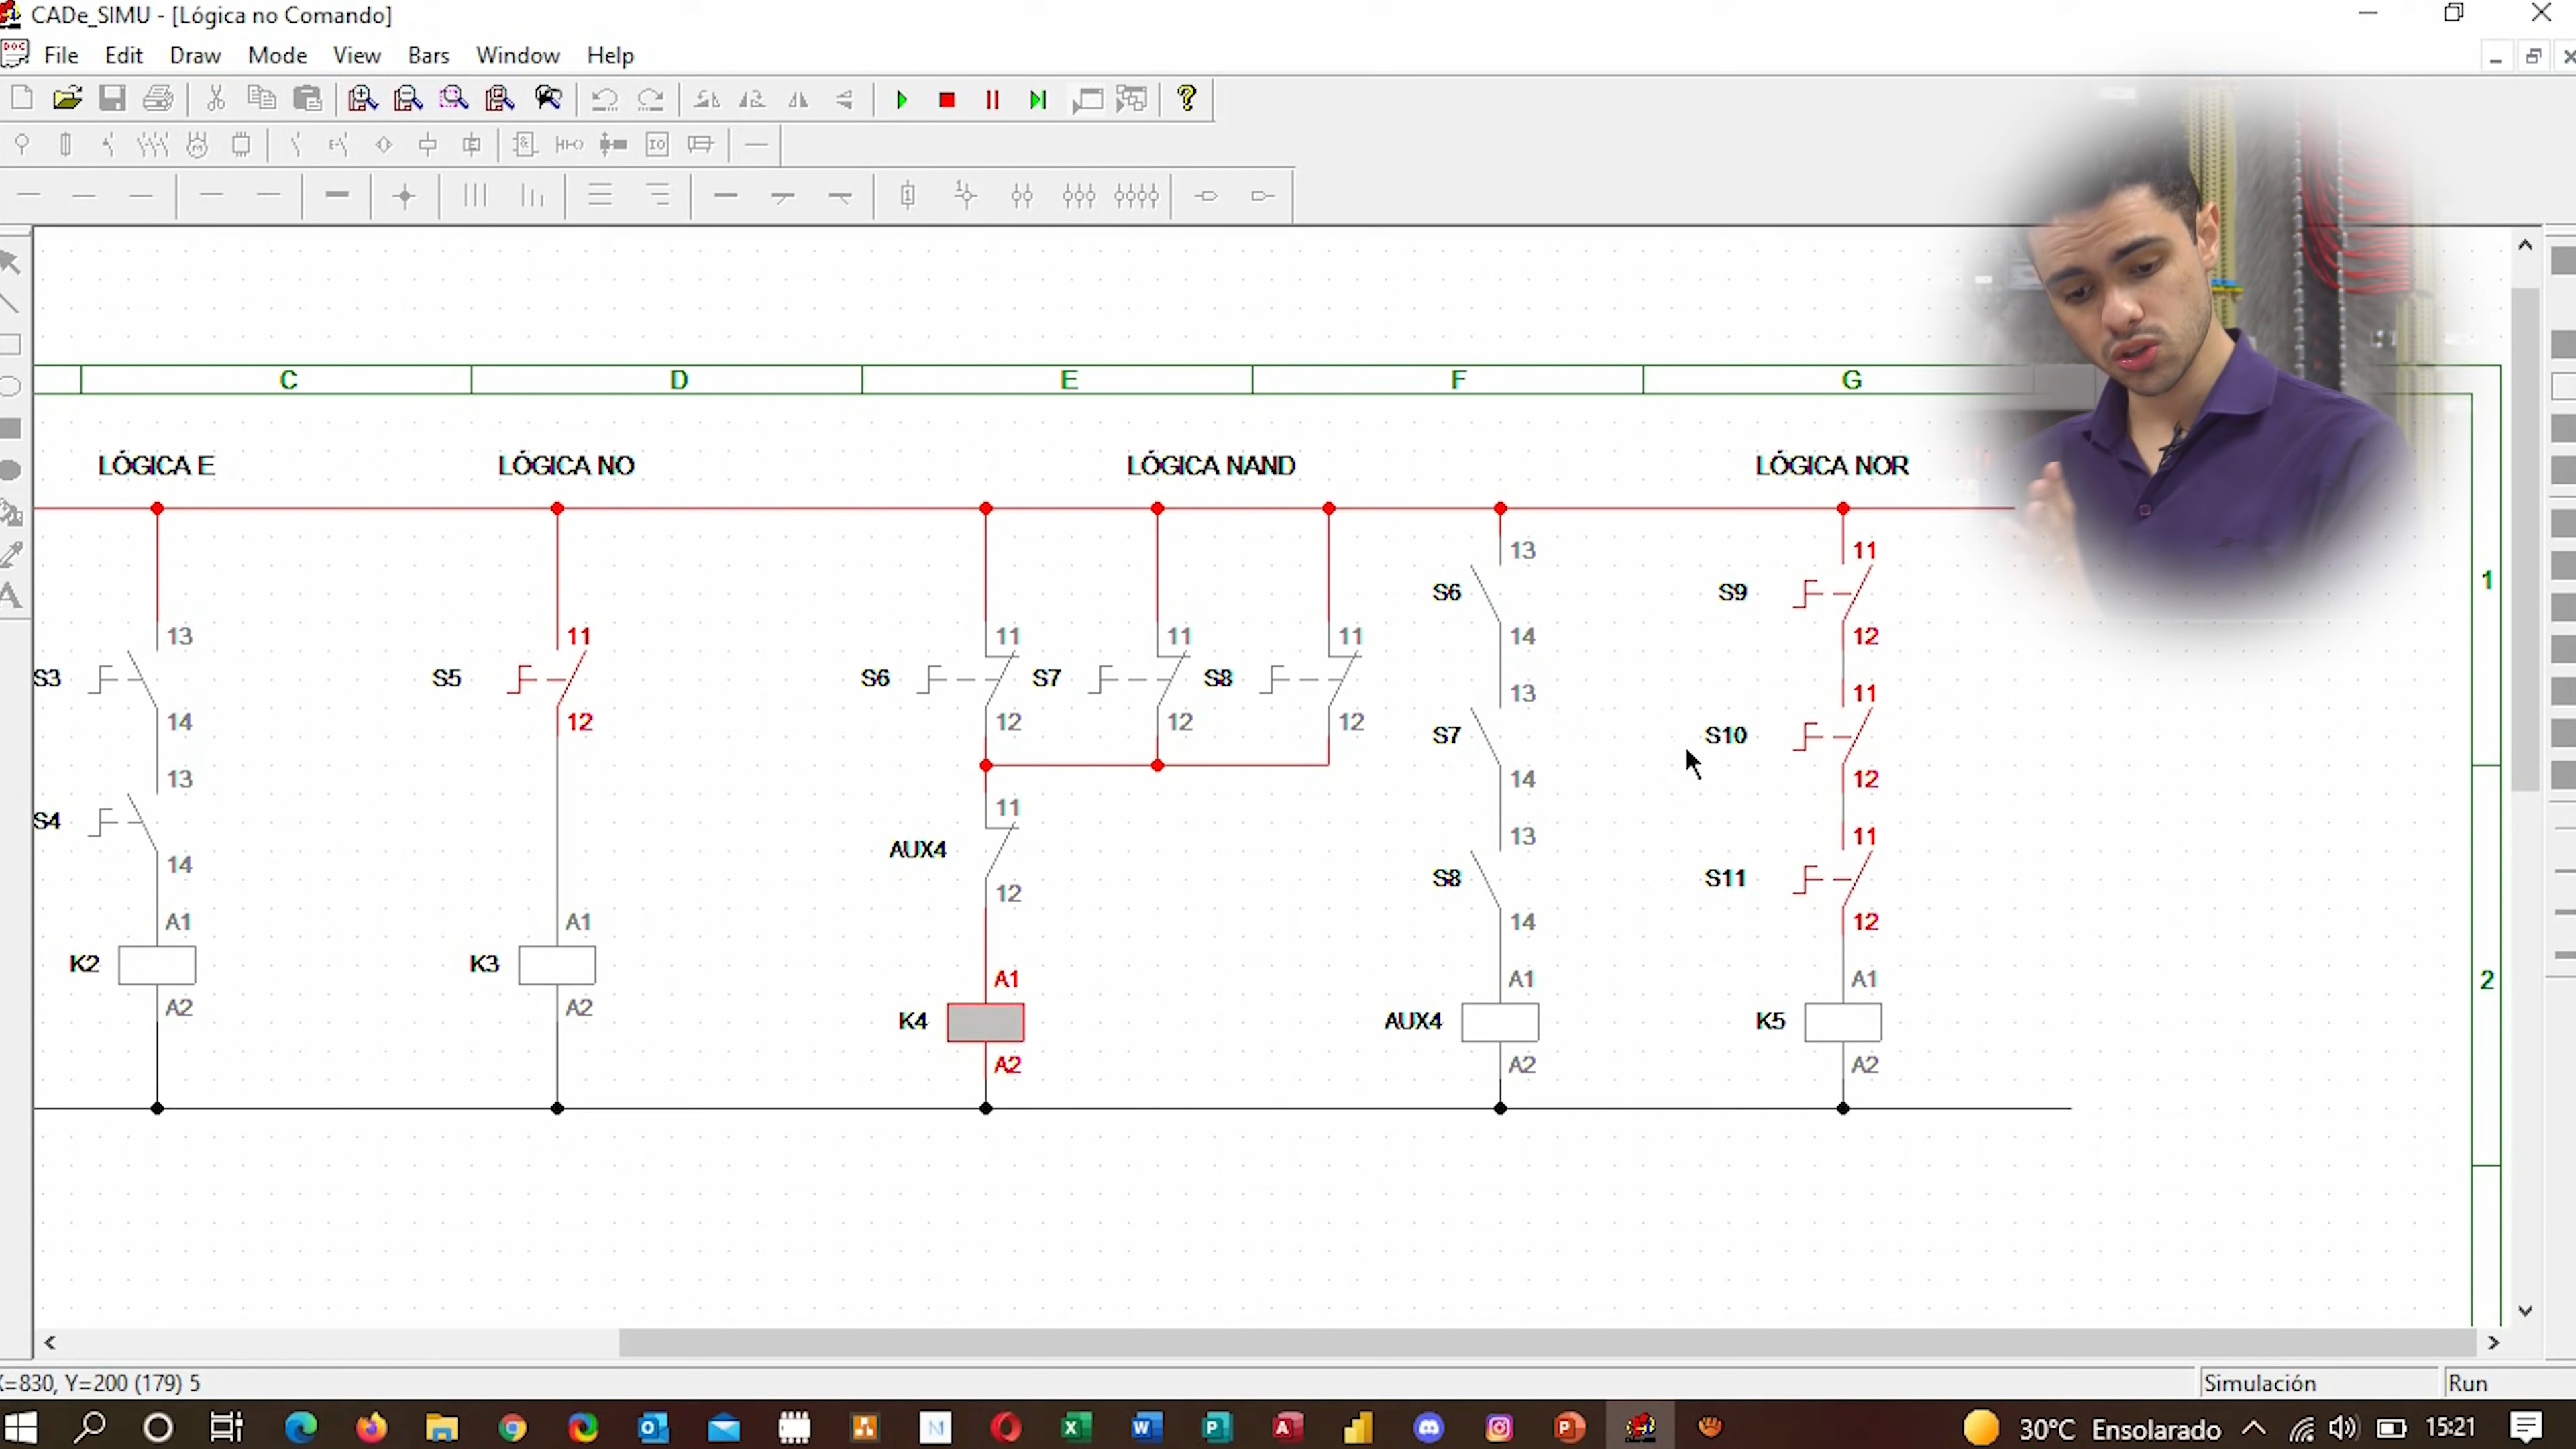 CADe_SIMU - [Lógica no Comando]
File Edit Draw Mode View Bars Window Help
C D E F G
LÓGICA E LÓGICA NO LÓGICA NAND LÓGICA NOR
13 11
S6 S9 1
14 12
13 11 11 11 11 13 11
S3 S5 S6 S7 S8 S7 S10
14 12 12 12 12 14 12
13 11 13 11
S4 AUX4 S8 S11
14 12 14 12
A1 A1 A1 A1 A1
K2 K3 K4 AUX4 K5 2
A2 A2 A2 A2 A2
X=830, Y=200 (179) 5 Simulación Run
30°C Ensolarado 15:21